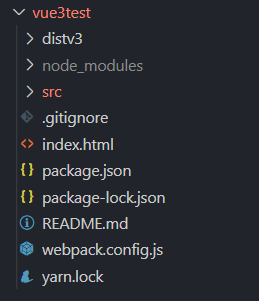 vue3test
distv3
node_modules
src
.gitignore
index.html
package.json
package-lock.json
README.md
webpack.config.js
yarn.lock